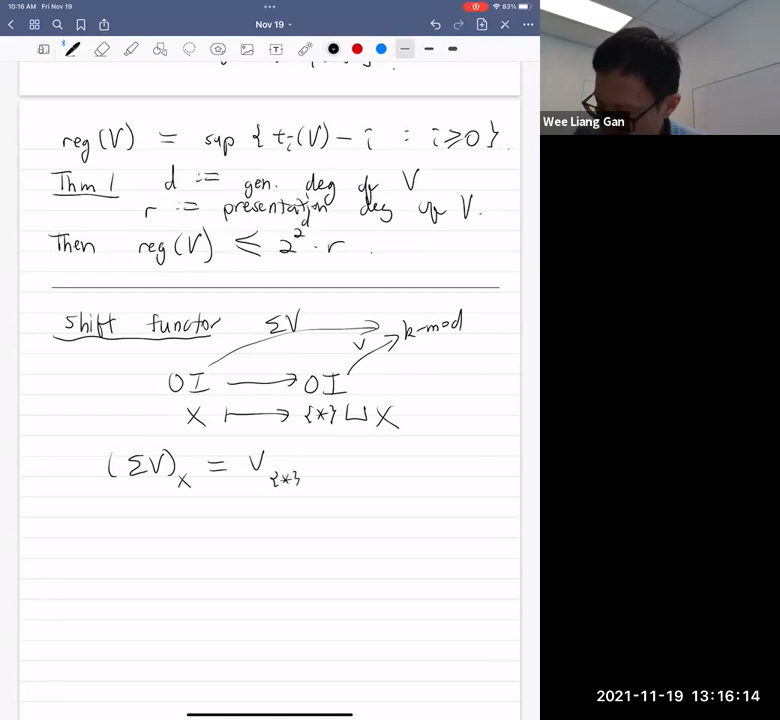 10:16 AM Fri Nov 19
83%
Nov 19
reg(V) = sup { t_i(V) - i : i ≥ 0 }.
Thm 1 d := gen. deg of V
r := presentation deg of V.
Then reg(V) ≤ 2^{2^d} · r.
Shift functor ΣV
V k-mod
OI → OI
X ↦ {*} ⊔ X
(ΣV)_X = V_{*}
Wee Liang Gan
2021-11-19 13:16:14